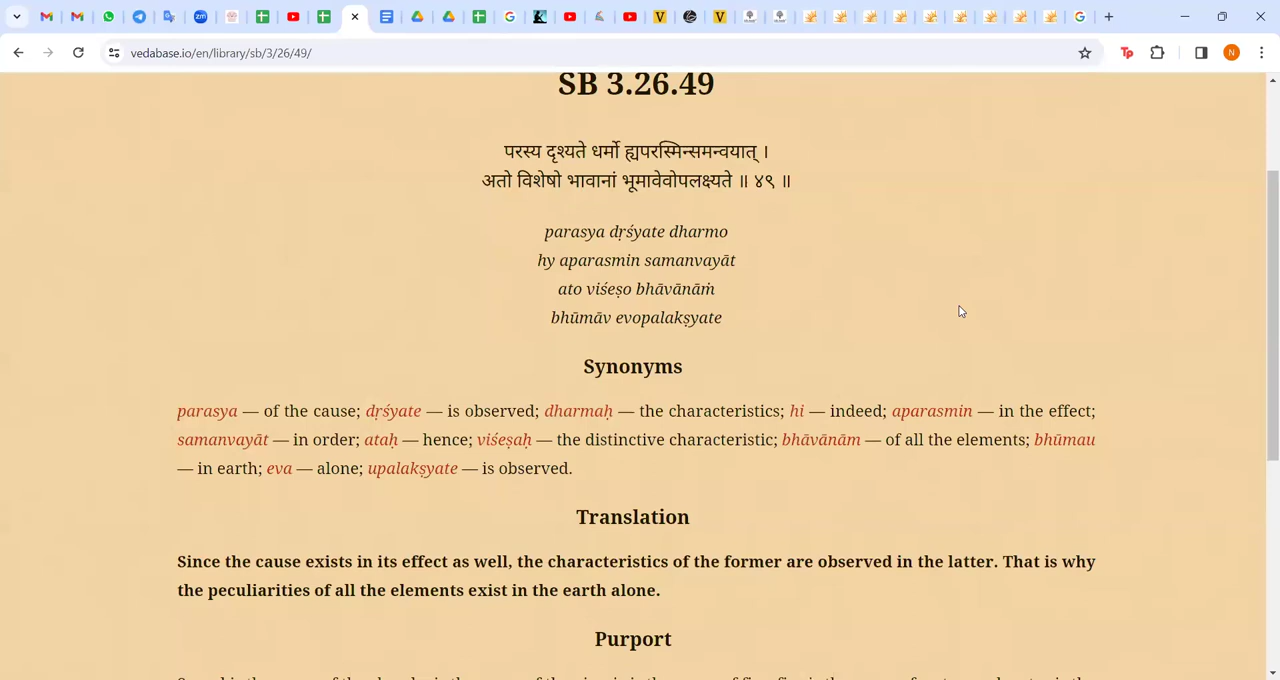 vedabase.io/en/library/sb/3/26/49/
SB 3.26.49
परस्य दृश्यते धर्मो ह्यपरस्मिन्समन्वयात् ।
अतो विशेषो भावानां भूमावेवोपलक्ष्यते ॥ ४९ ॥
parasya dṛśyate dharmo
hy aparasmin samanvayāt
ato viśeṣo bhāvānāṁ
bhūmāv evopalakṣyate
Synonyms
parasya — of the cause; dṛśyate — is observed; dharmaḥ — the characteristics; hi — indeed; aparasmin — in the effect;
samanvayāt — in order; ataḥ — hence; viśeṣaḥ — the distinctive characteristic; bhāvānām — of all the elements; bhūmau
— in earth; eva — alone; upalakṣyate — is observed.
Translation
Since the cause exists in its effect as well, the characteristics of the former are observed in the latter. That is why
the peculiarities of all the elements exist in the earth alone.
Purport